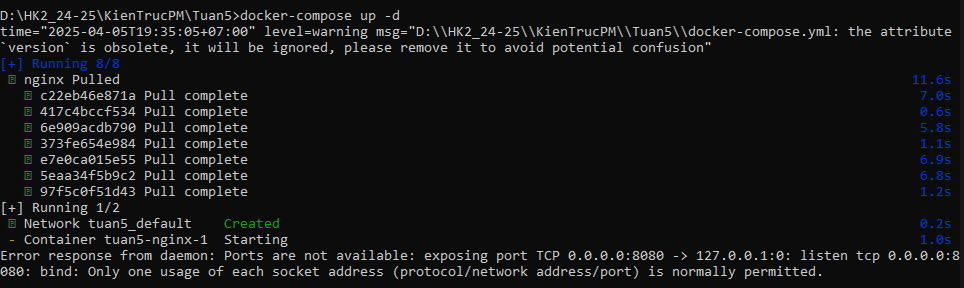 D:\HK2_24-25\KienTrucPM\Tuan5>docker-compose up -d
time="2025-04-05T19:35:05+07:00" level=warning msg="D:\\HK2_24-25\\KienTrucPM\\Tuan5\\docker-compose.yml: the attribute
`version` is obsolete, it will be ignored, please remove it to avoid potential confusion"
[+] Running 8/8
nginx Pulled 11.6s
c22eb46e871a Pull complete 7.0s
417c4bccf534 Pull complete 0.6s
6e909acdb790 Pull complete 5.8s
373fe654e984 Pull complete 1.1s
e7e0ca015e55 Pull complete 6.9s
5eaa34f5b9c2 Pull complete 6.8s
97f5c0f51d43 Pull complete 1.2s
[+] Running 1/2
Network tuan5_default Created 0.2s
- Container tuan5-nginx-1 Starting 1.0s
Error response from daemon: Ports are not available: exposing port TCP 0.0.0.0:8080 -> 127.0.0.1:0: listen tcp 0.0.0.0:8
080: bind: Only one usage of each socket address (protocol/network address/port) is normally permitted.